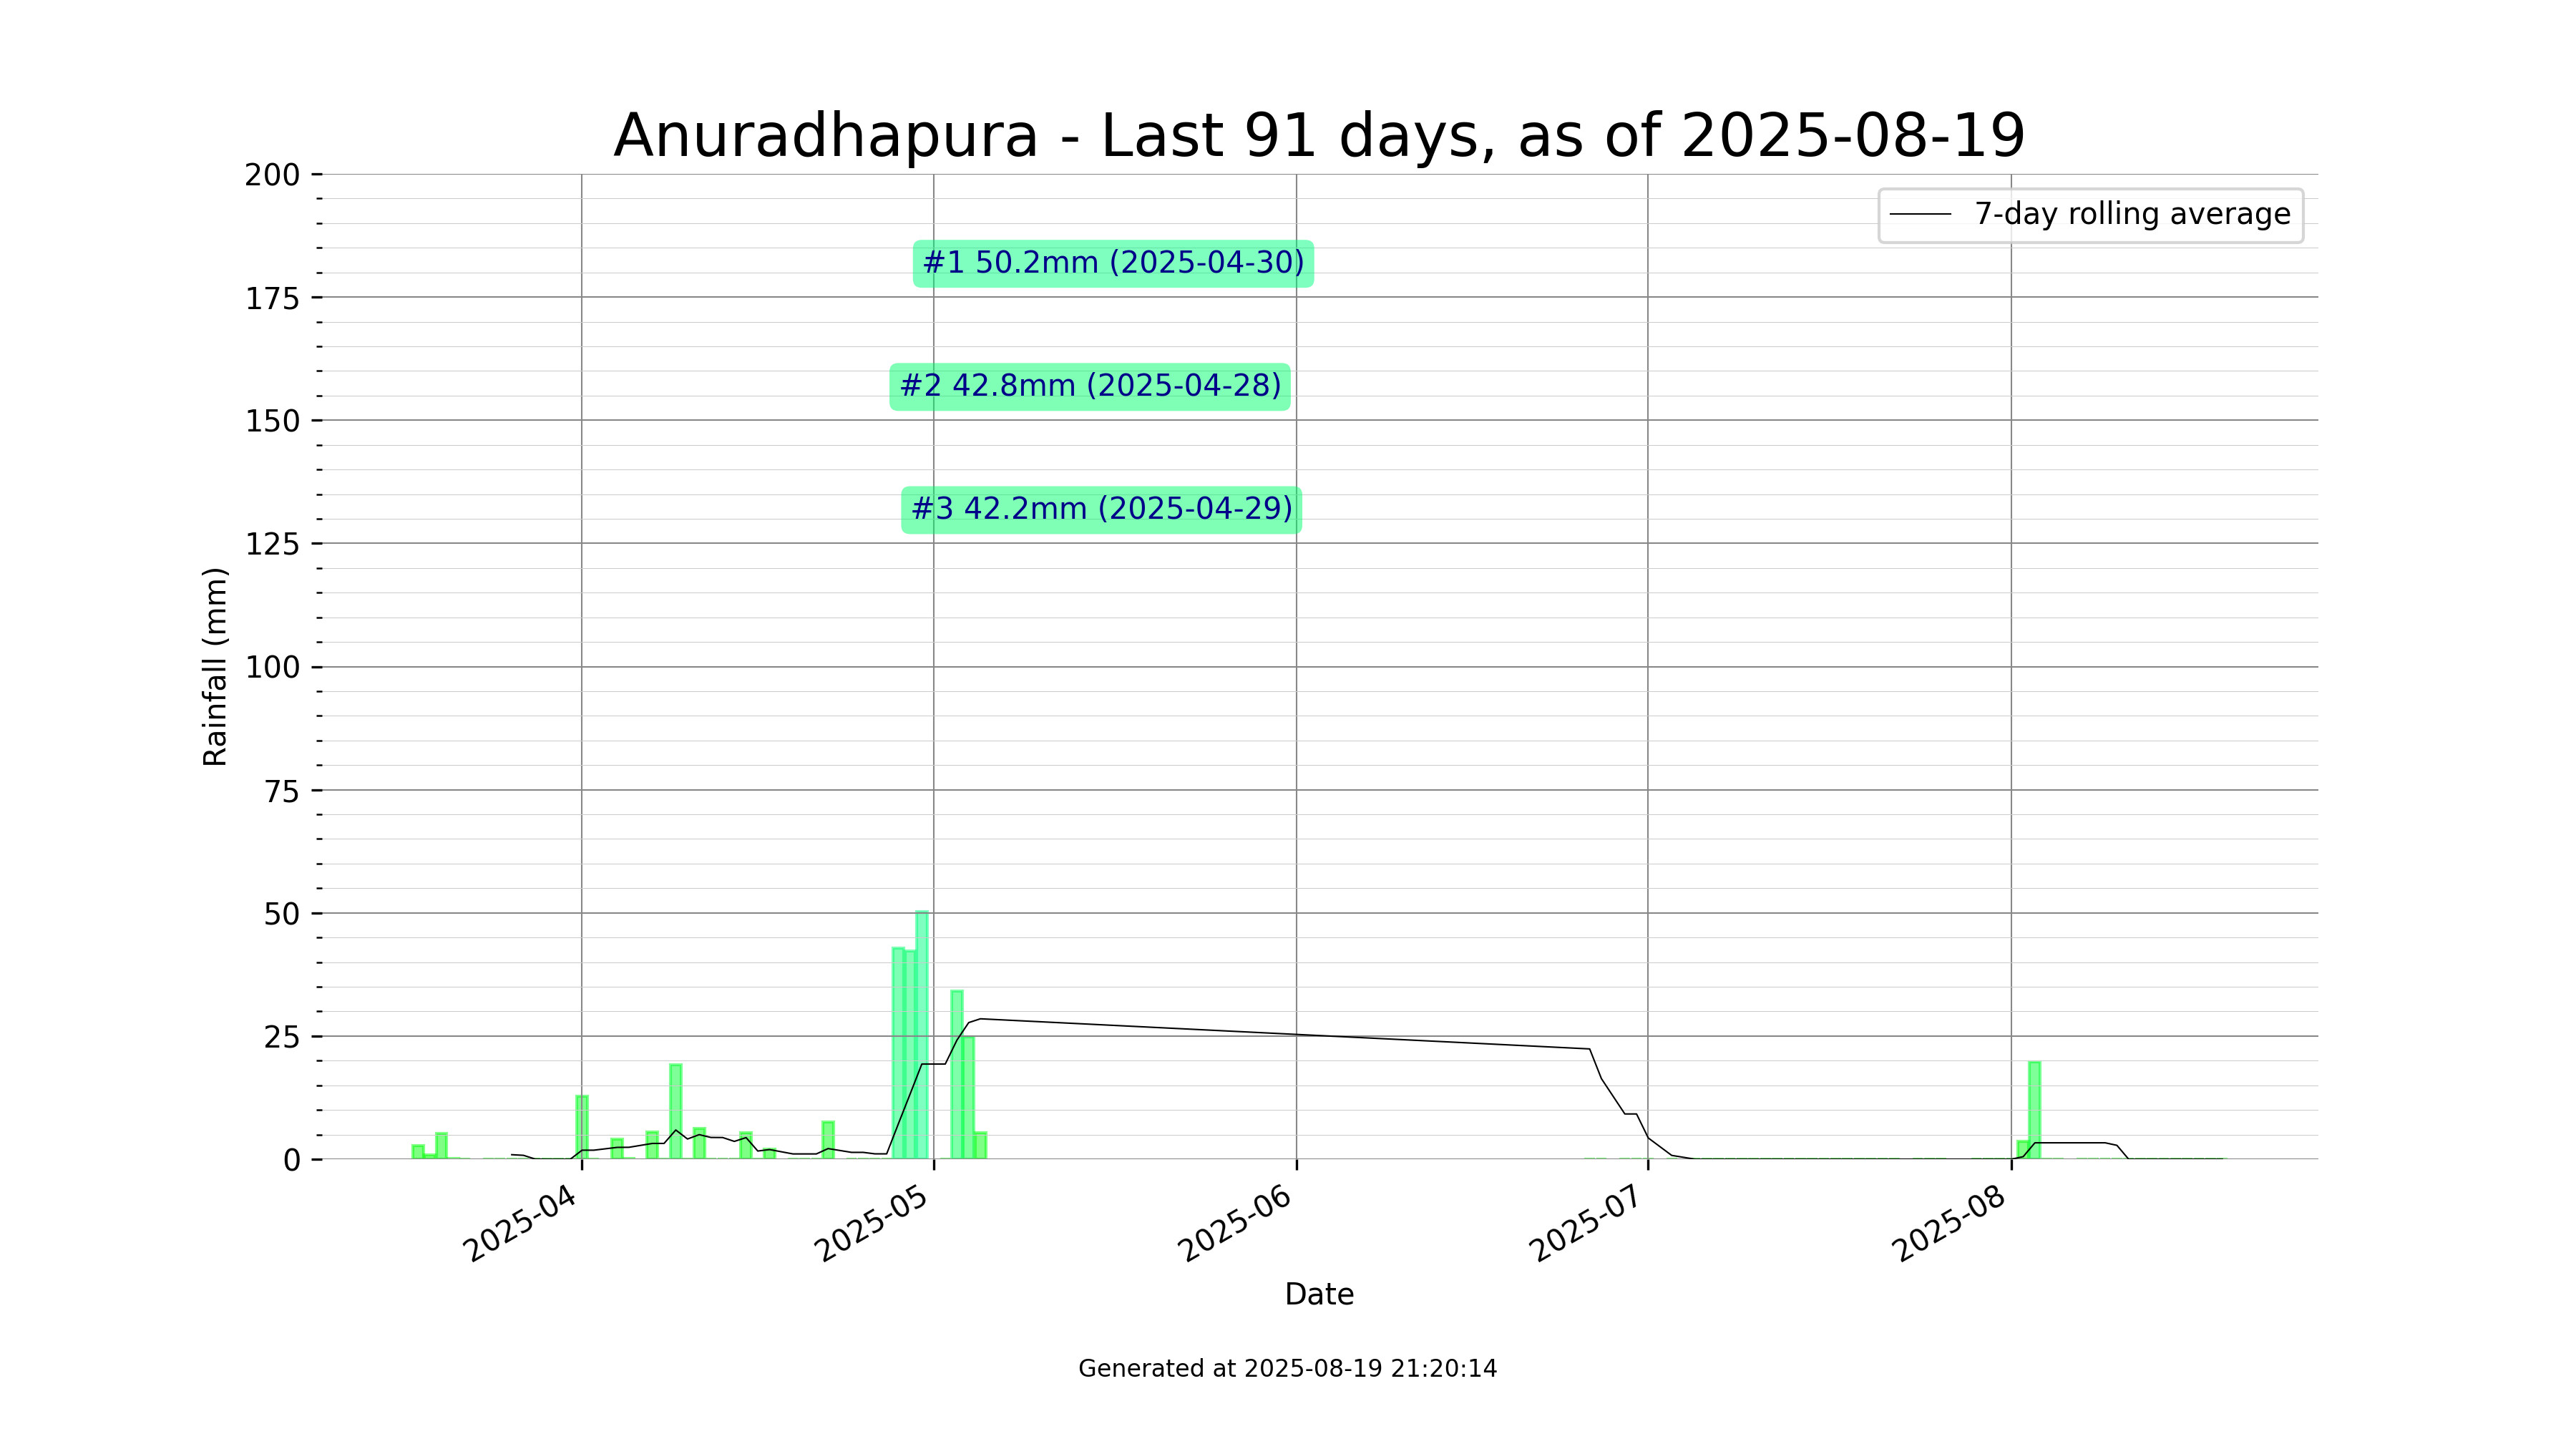 Anuradhapura - Last 91 days, as of 2025-08-19
7-day rolling average
#1 50.2mm (2025-04-30)
#2 42.8mm (2025-04-28)
#3 42.2mm (2025-04-29)
Rainfall (mm)
200
175
150
125
100
75
50
25
0
2025-04
2025-05
2025-06
2025-07
2025-08
Date
Generated at 2025-08-19 21:20:14